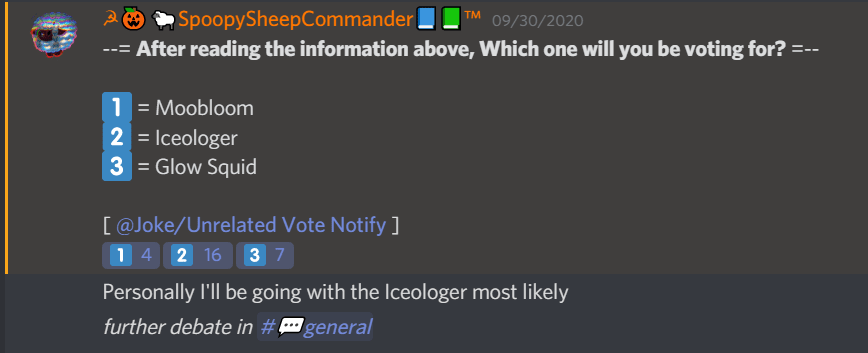 ☭🎃 🐑SpoopySheepCommander📘📗™ 09/30/2020
--= After reading the information above, Which one will you be voting for? =--
1 = Moobloom
2 = Iceologer
3 = Glow Squid
[ @Joke/Unrelated Vote Notify ]
1 4 2 16 3 7
Personally I'll be going with the Iceologer most likely
further debate in #💬general